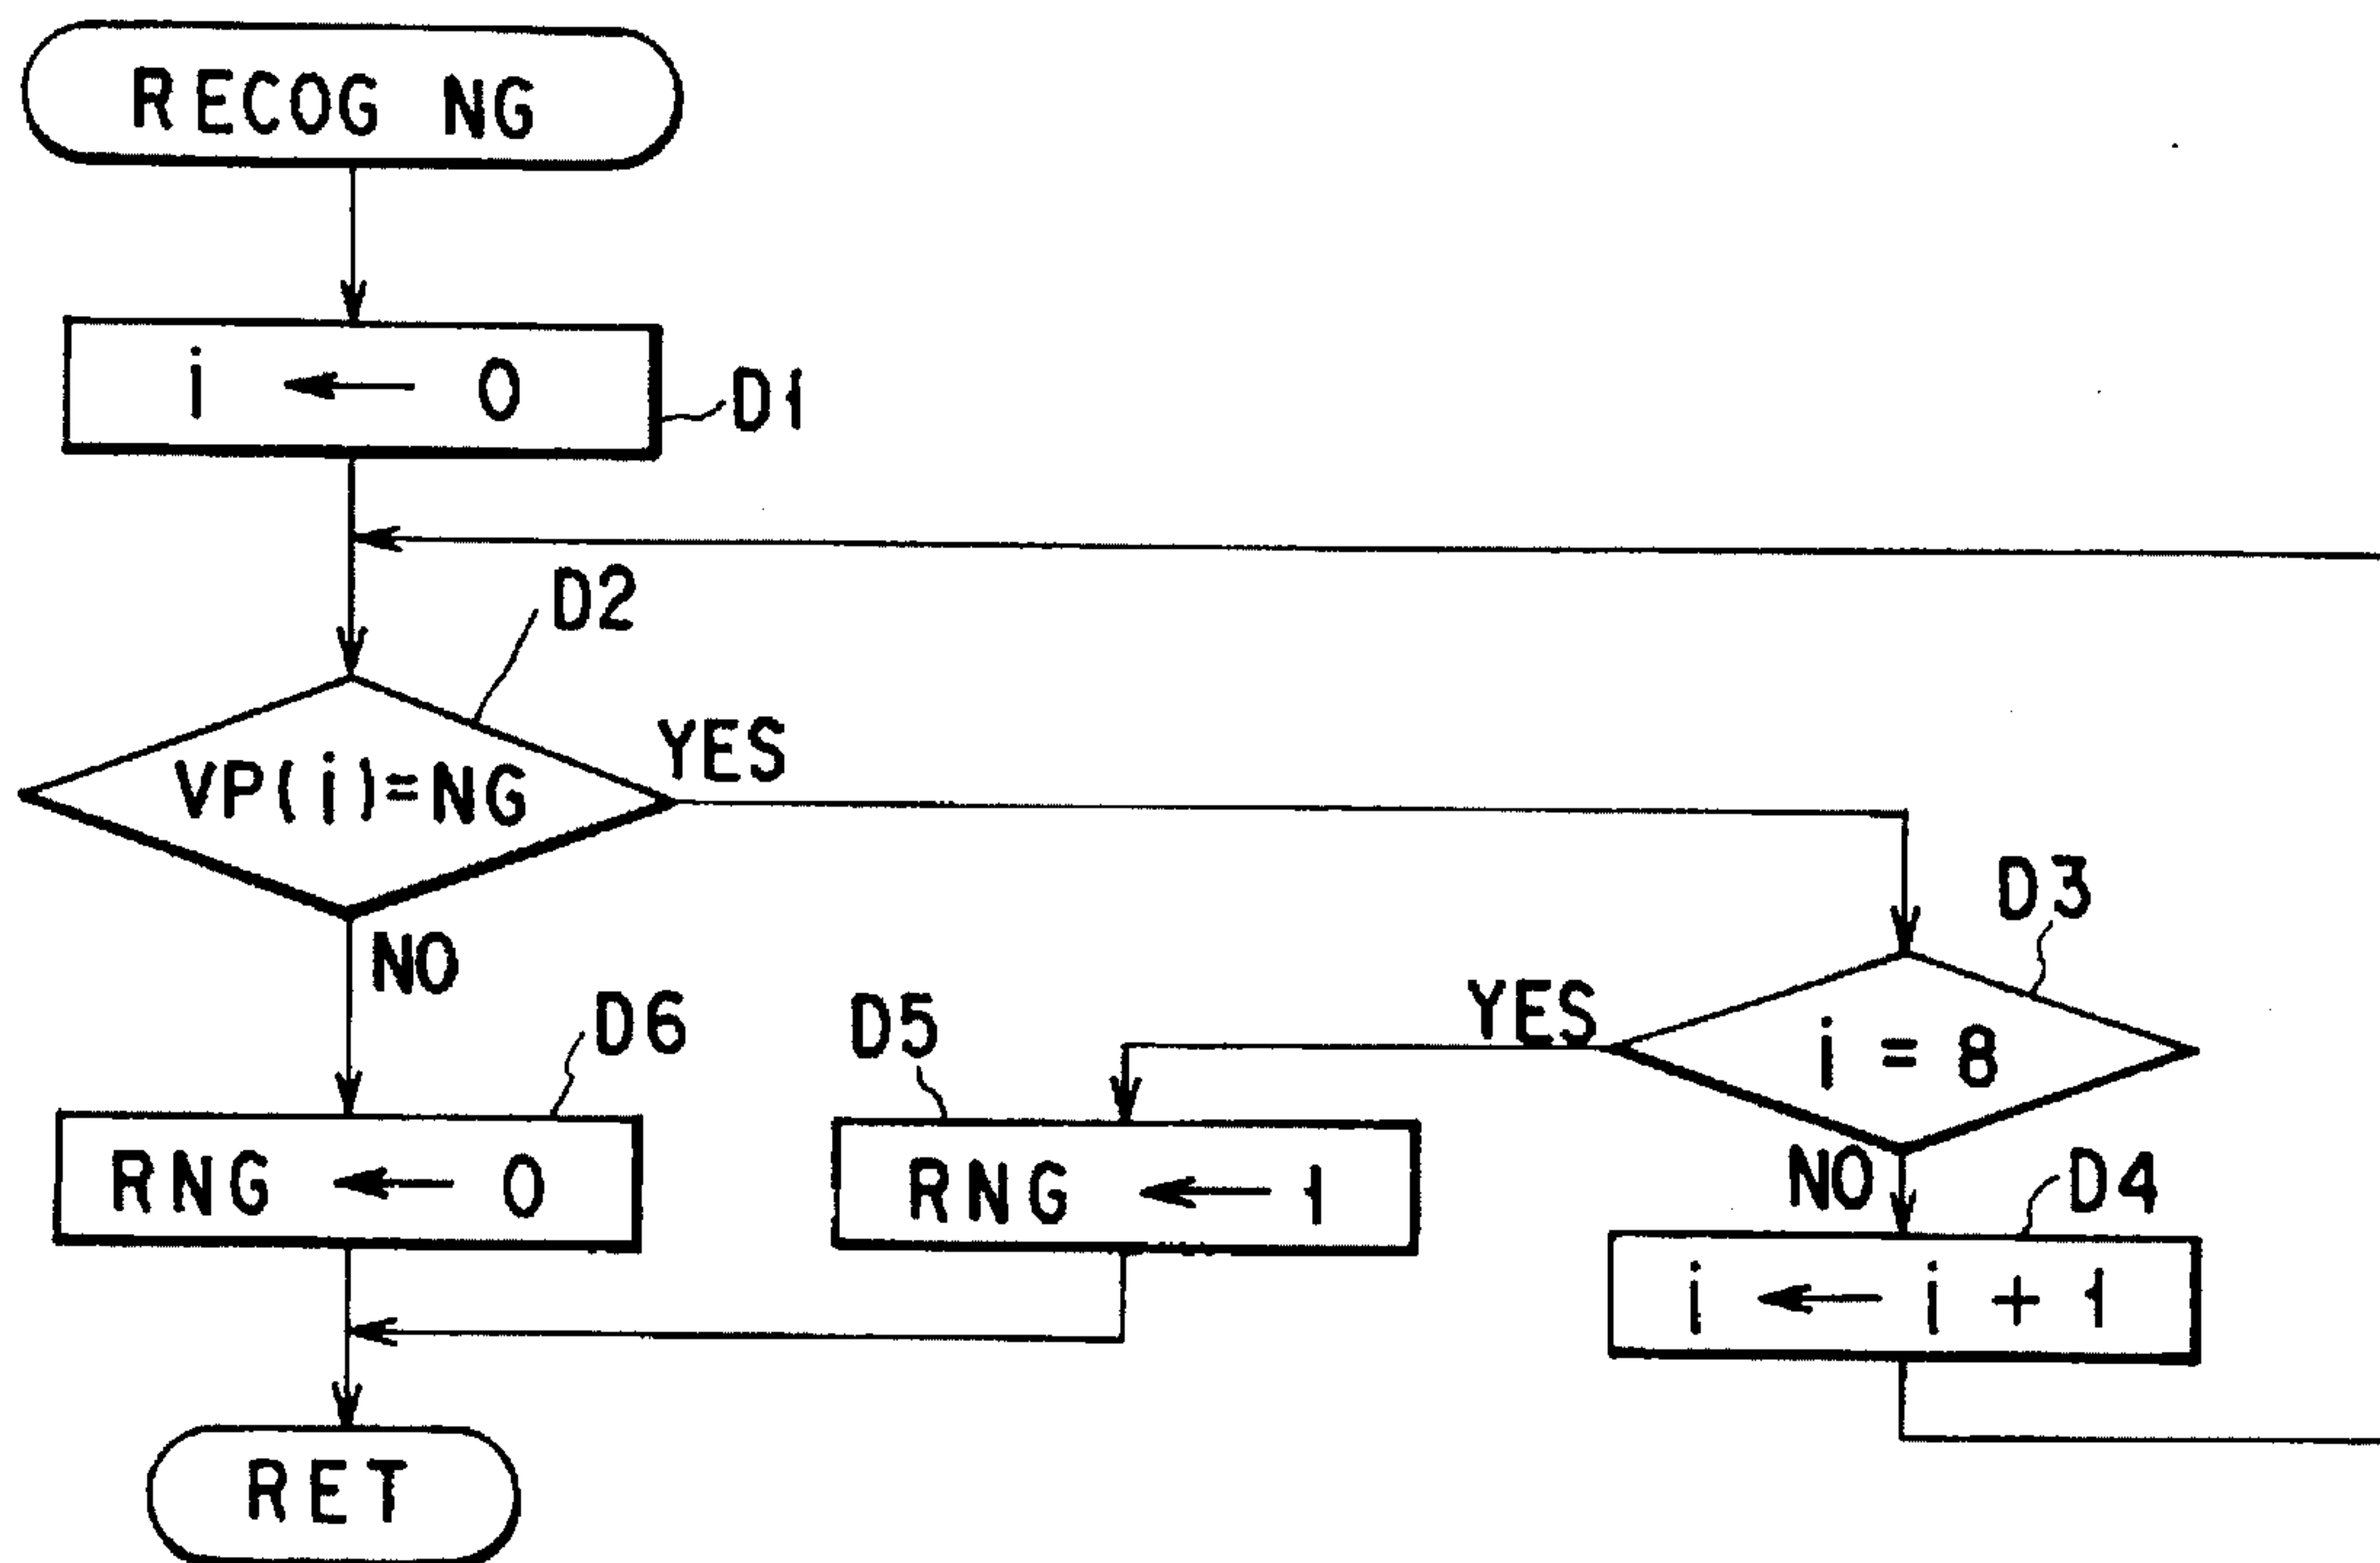 RECOG NG
i ← 0
D1
D2
VP(i)=NG
YES
NO
D3
i = 8
YES
NO
D6
D5
RNG ← 0
RNG ← 1
D4
i ← i + 1
RET